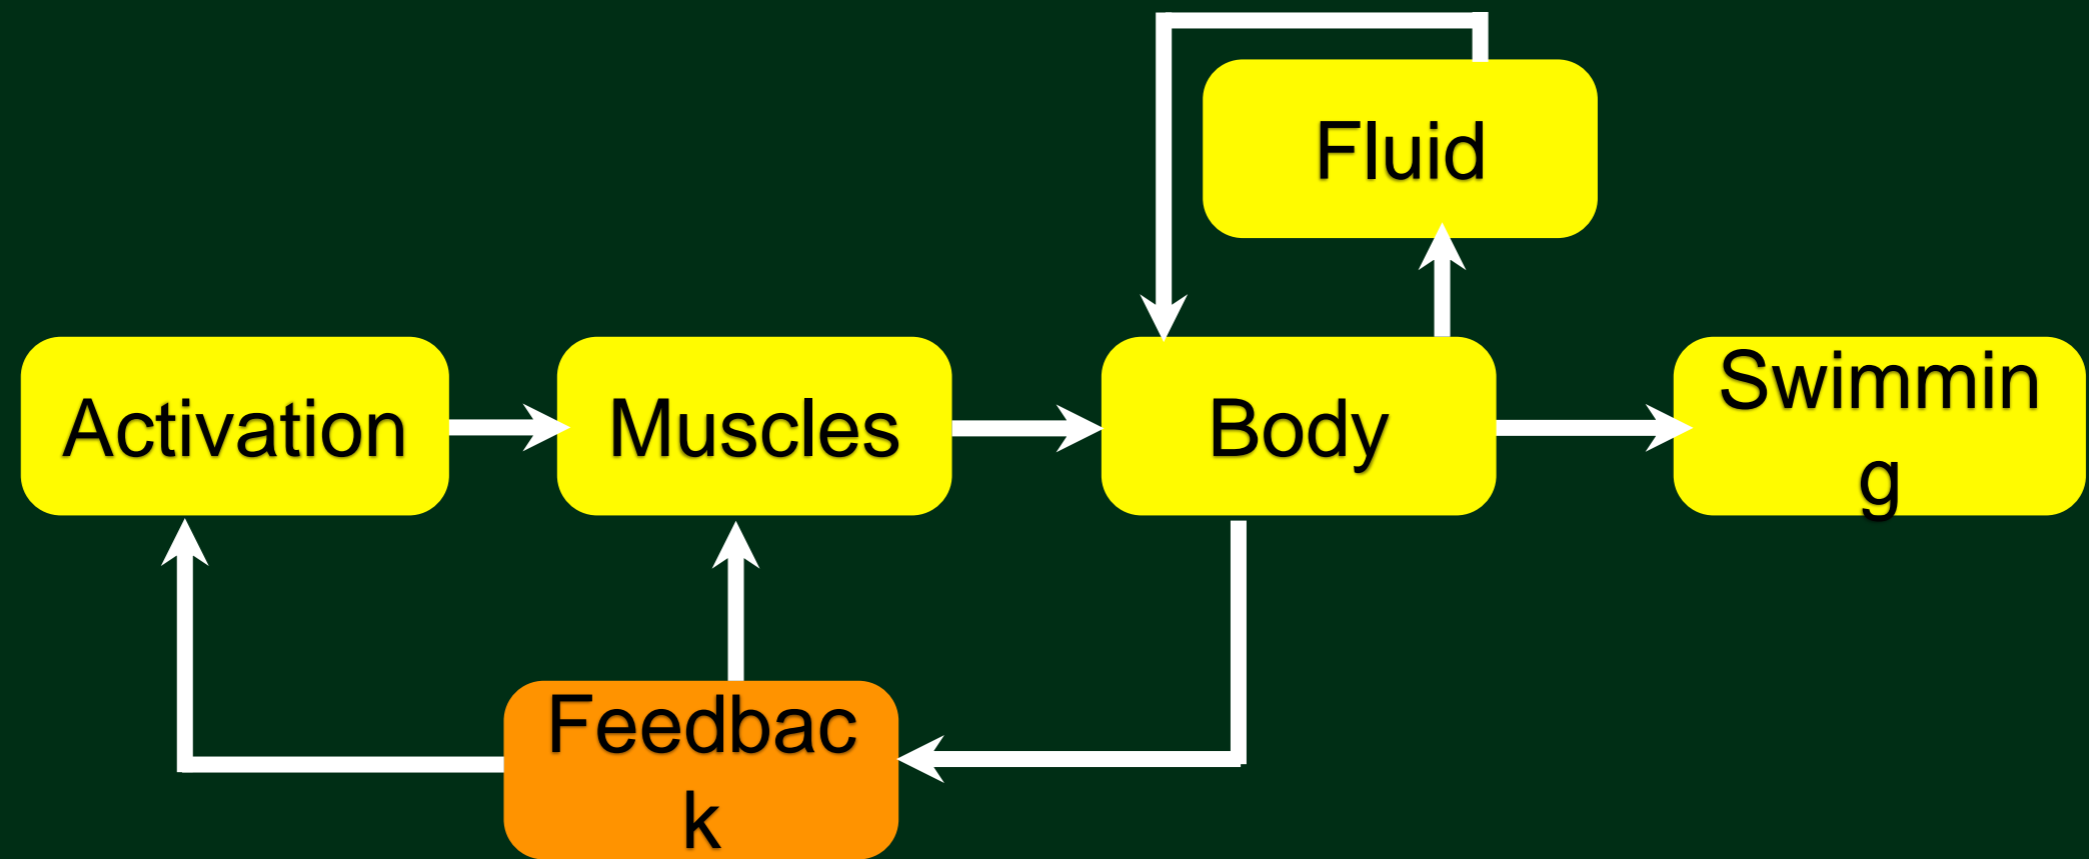 Fluid
Activation
Muscles
Body
Swimmin
g
Feedbac
k